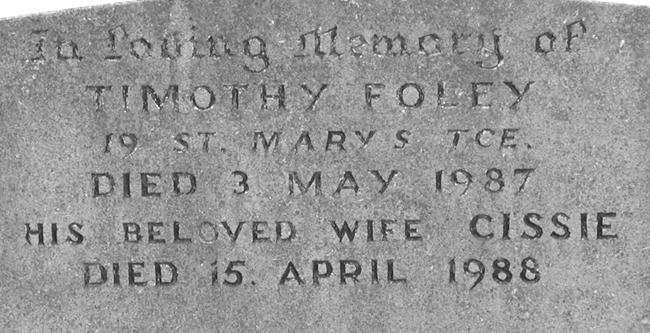 In Loving Memory of
TIMOTHY FOLEY
19 ST. MARYS TCE.
DIED 3 MAY 1987
HIS BELOVED WIFE CISSIE
DIED 15. APRIL 1988